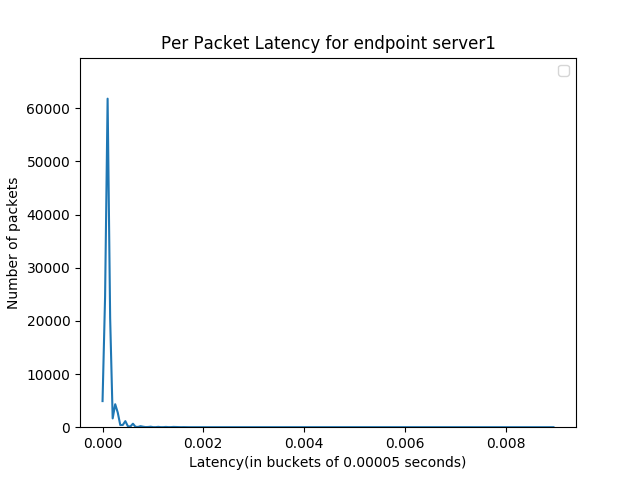 Per Packet Latency for endpoint server1
Number of packets
60000
50000
40000
30000
20000
10000
0
0.000 0.002 0.004 0.006 0.008
Latency(in buckets of 0.00005 seconds)